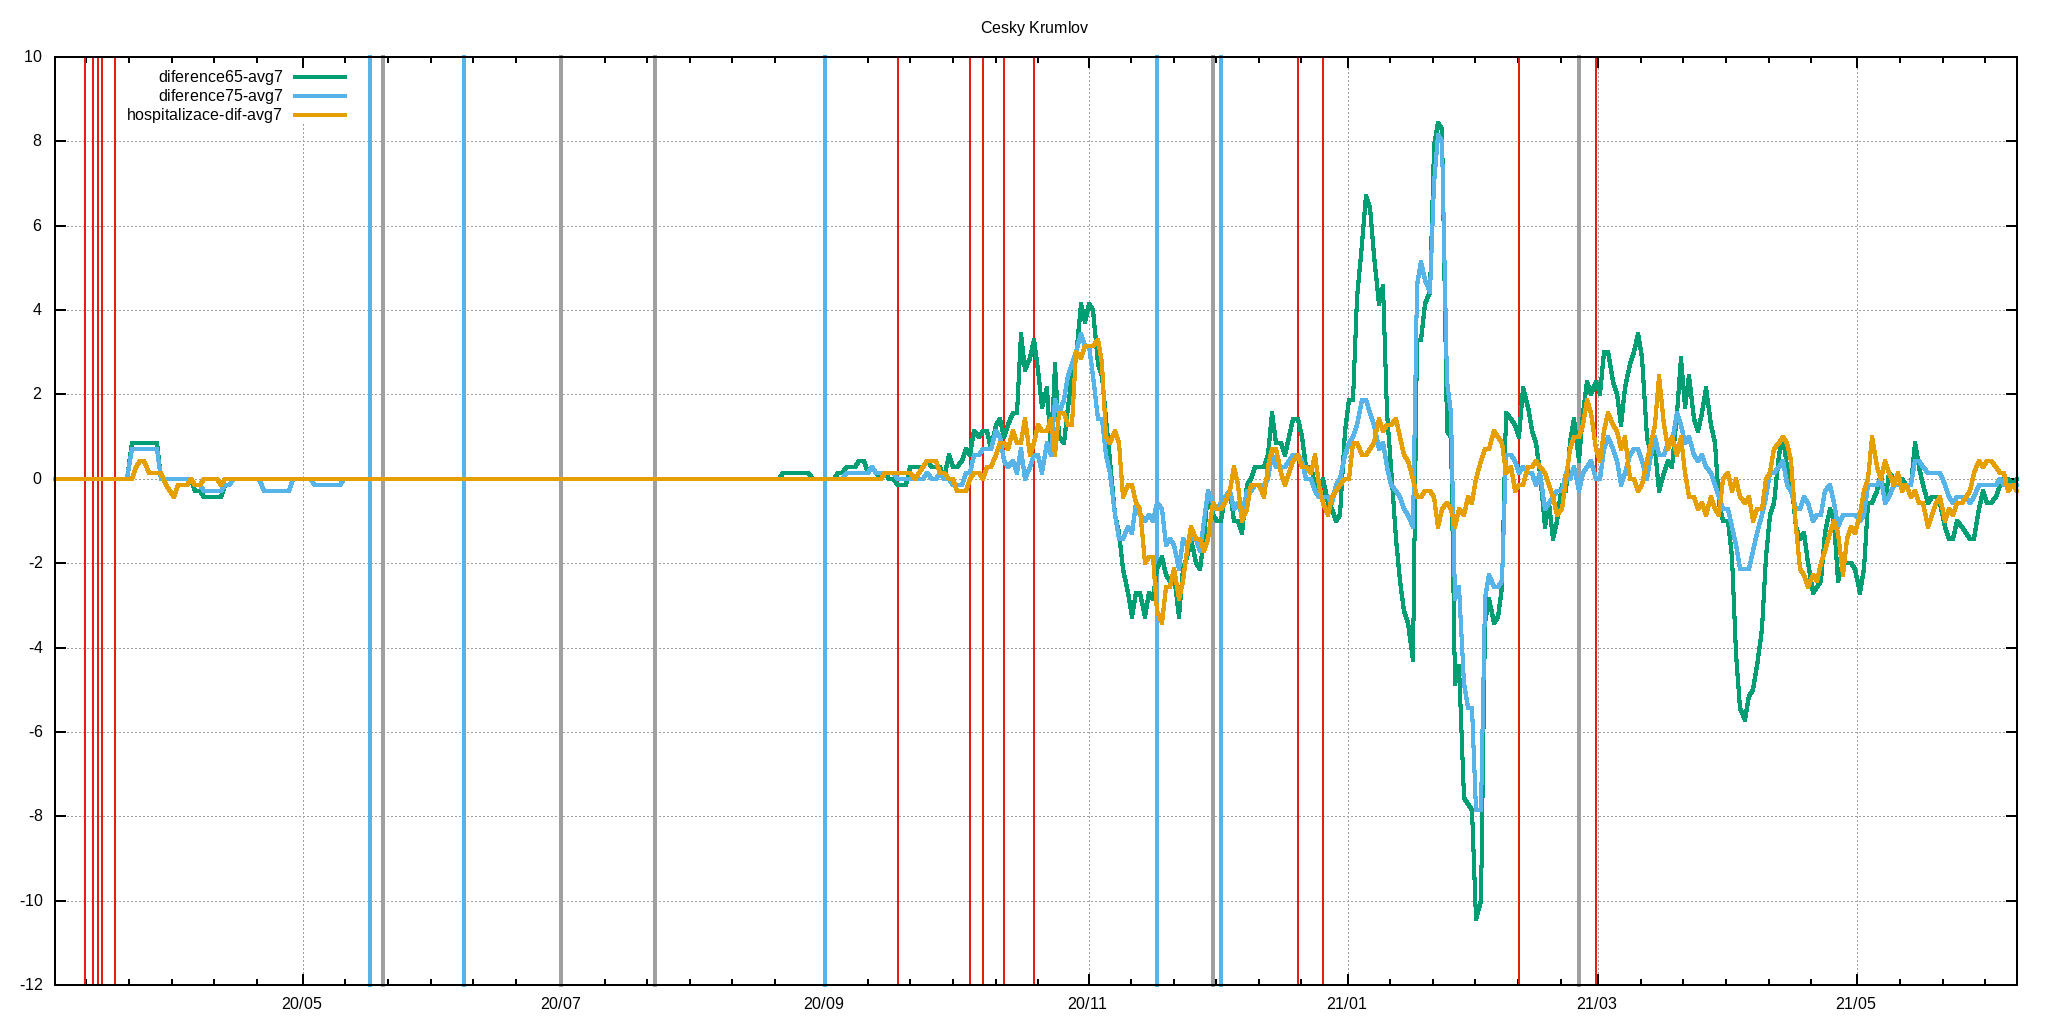 Cesky Krumlov
diference65-avg7
diference75-avg7
hospitalizace-dif-avg7
10
8
6
4
2
0
-2
-4
-6
-8
-10
-12
20/05 20/07 20/09 20/11 21/01 21/03 21/05